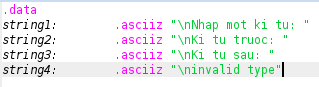 .data
string1: .asciiz "\nNhap mot ki tu: "
string2: .asciiz "\nKi tu truoc: "
string3: .asciiz "\nKi tu sau: "
string4: .asciiz "\ninvalid type"